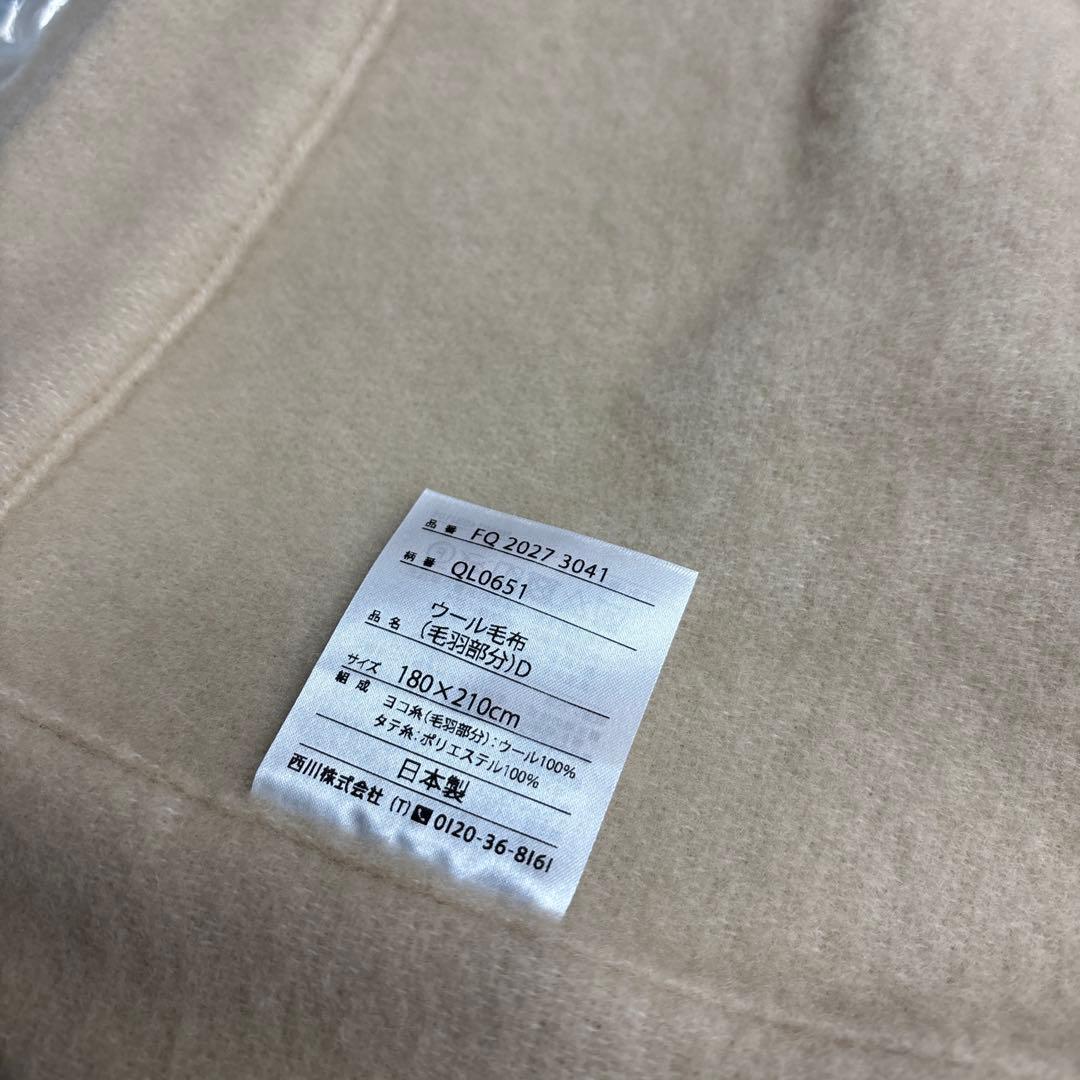 品番 FQ 2027 3041
柄番 QL0651
品名 ウール毛布
(毛羽部分)D
サイズ 180×210cm
組成 ヨコ糸(毛羽部分):ウール100%
タテ糸:ポリエステル100%
日本製
西川株式会社 (T) 0120-36-8161